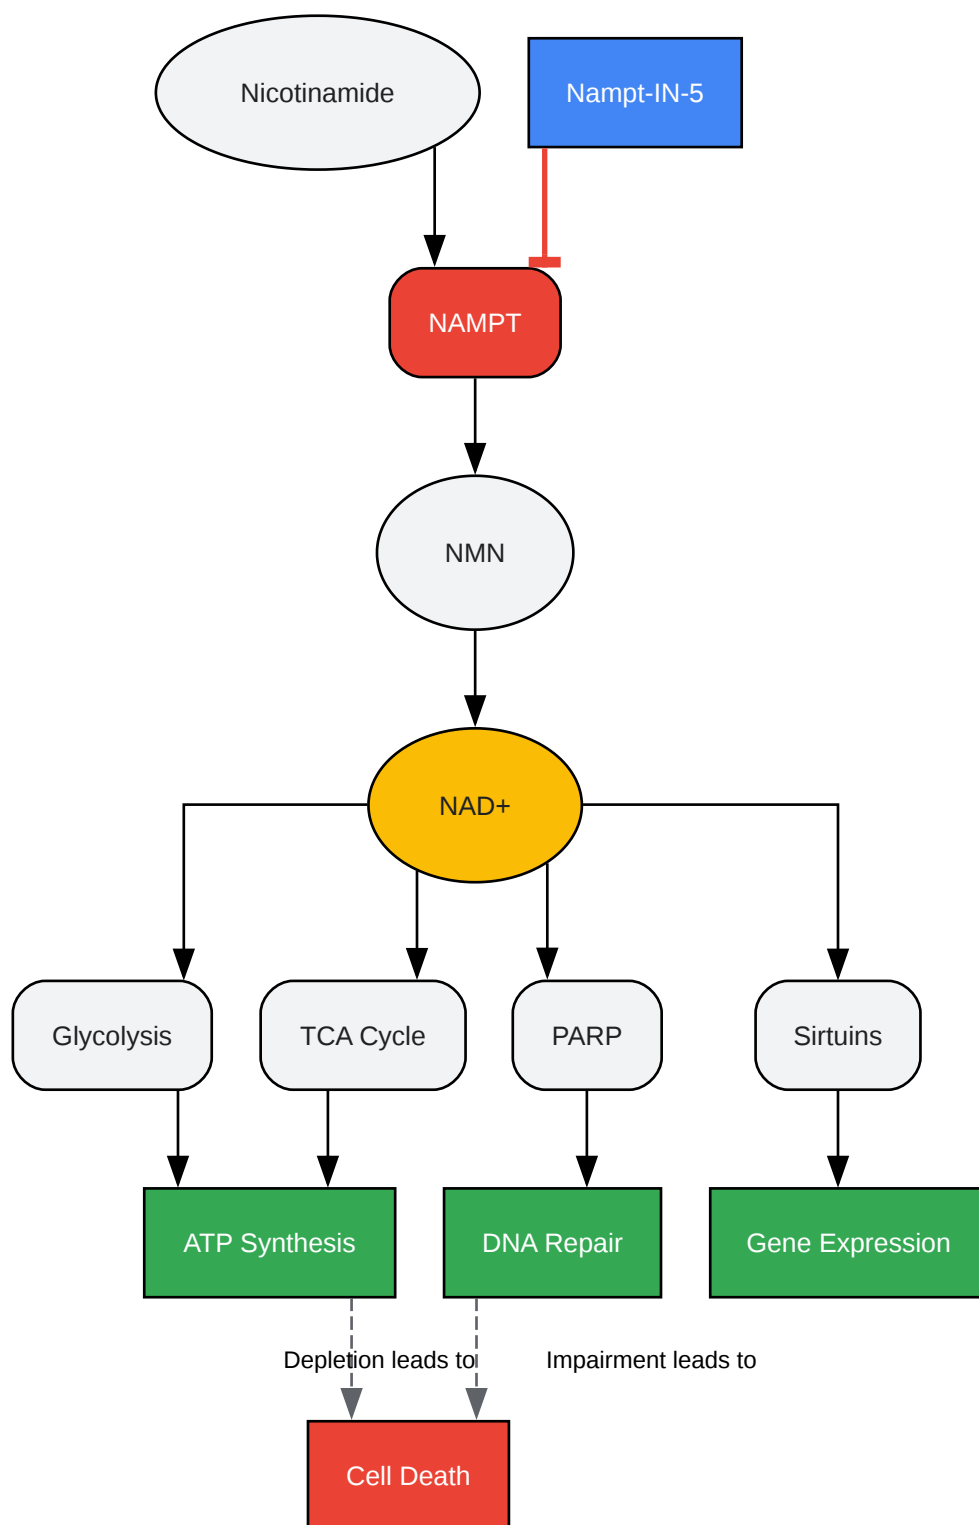 Nicotinamide
Nampt-IN-5
NAMPT
NMN
NAD+
Glycolysis
TCA Cycle
PARP
Sirtuins
ATP Synthesis
DNA Repair
Gene Expression
Depletion leads to
Impairment leads to
Cell Death